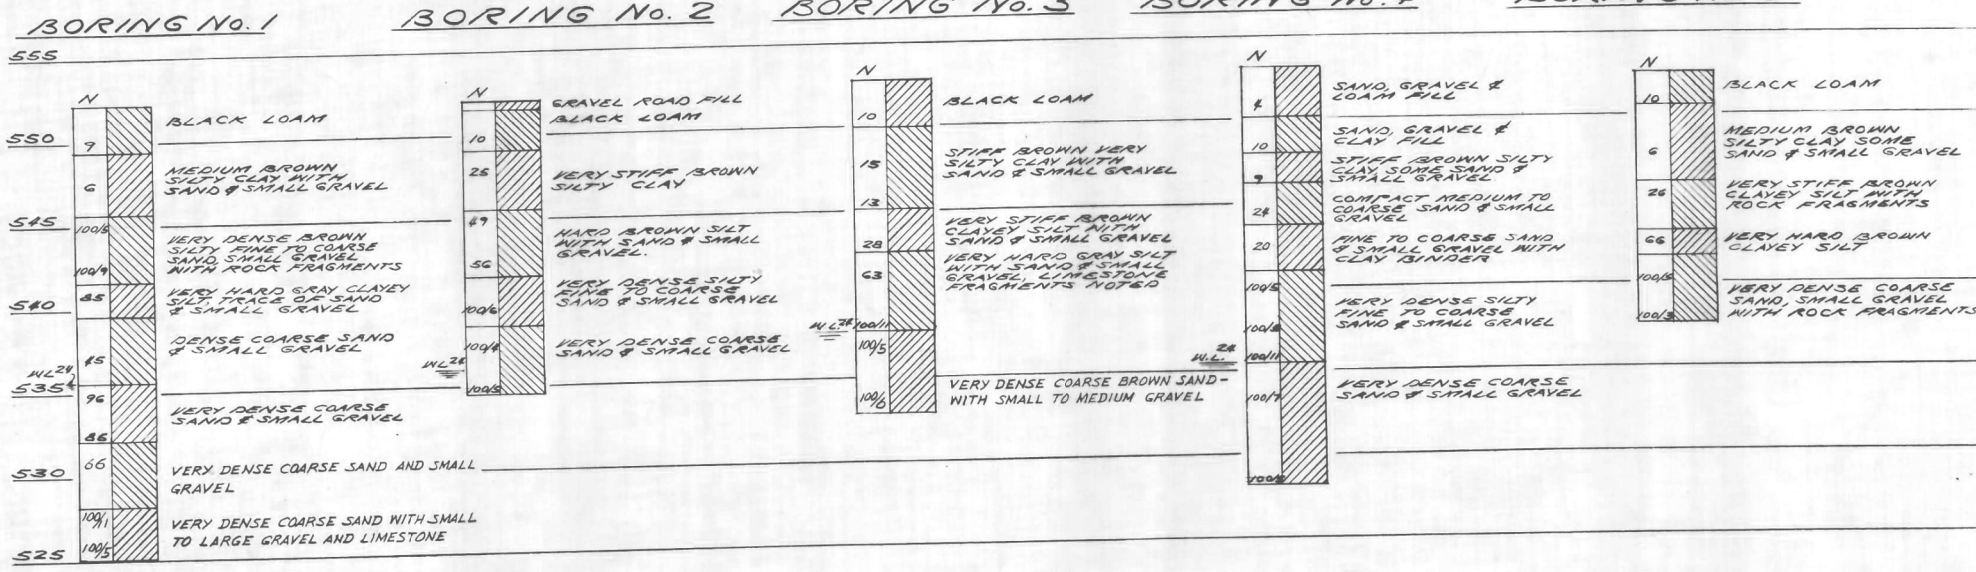 BORING No. 1
BORING No. 2
BORING No. 3
BORING No. 4
555
550
545
540
535
530
525
N
9
6
100/5
100/9
85
45
WL 24
96
86
66
100/11
100/5
BLACK LOAM
MEDIUM BROWN
SILTY CLAY WITH
SAND & SMALL GRAVEL
VERY DENSE BROWN
SILTY FINE TO COARSE
SAND, SMALL GRAVEL
WITH ROCK FRAGMENTS
VERY HARD GRAY CLAYEY
SILT, TRACE OF SAND
& SMALL GRAVEL
DENSE COARSE SAND
& SMALL GRAVEL
VERY DENSE COARSE
SAND & SMALL GRAVEL
VERY DENSE COARSE SAND AND SMALL
GRAVEL
VERY DENSE COARSE SAND WITH SMALL
TO LARGE GRAVEL AND LIMESTONE
N
10
25
49
56
100/6
100/4
WL 24
100/5
GRAVEL ROAD FILL
BLACK LOAM
VERY STIFF BROWN
SILTY CLAY
HARD BROWN SILT
WITH SAND & SMALL
GRAVEL.
VERY DENSE SILTY
FINE TO COARSE
SAND & SMALL GRAVEL
VERY DENSE COARSE
SAND & SMALL GRAVEL
N
10
15
13
28
63
WL 24
100/11
100/5
100/6
BLACK LOAM
STIFF BROWN VERY
SILTY CLAY WITH
SAND & SMALL GRAVEL
VERY STIFF BROWN
CLAYEY SILT WITH
SAND & SMALL GRAVEL
VERY HARD GRAY SILT
WITH SAND & SMALL
GRAVEL, LIMESTONE
FRAGMENTS NOTED
VERY DENSE COARSE BROWN SAND-
WITH SMALL TO MEDIUM GRAVEL
N
4
10
9
24
20
100/5
100/8
W.L. 24
100/11
100/7
SAND, GRAVEL &
LOAM FILL
SAND, GRAVEL &
CLAY FILL
STIFF BROWN SILTY
CLAY, SOME SAND &
SMALL GRAVEL
COMPACT MEDIUM TO
COARSE SAND & SMALL
GRAVEL
FINE TO COARSE SAND
& SMALL GRAVEL WITH
CLAY BINDER
VERY DENSE SILTY
FINE TO COARSE
SAND & SMALL GRAVEL
VERY DENSE COARSE
SAND & SMALL GRAVEL
N
10
6
26
66
100/5
100/3
BLACK LOAM
MEDIUM BROWN
SILTY CLAY SOME
SAND & SMALL GRAVEL
VERY STIFF BROWN
CLAYEY SILT WITH
ROCK FRAGMENTS
VERY HARD BROWN
CLAYEY SILT
VERY DENSE COARSE
SAND, SMALL GRAVEL
WITH ROCK FRAGMENTS